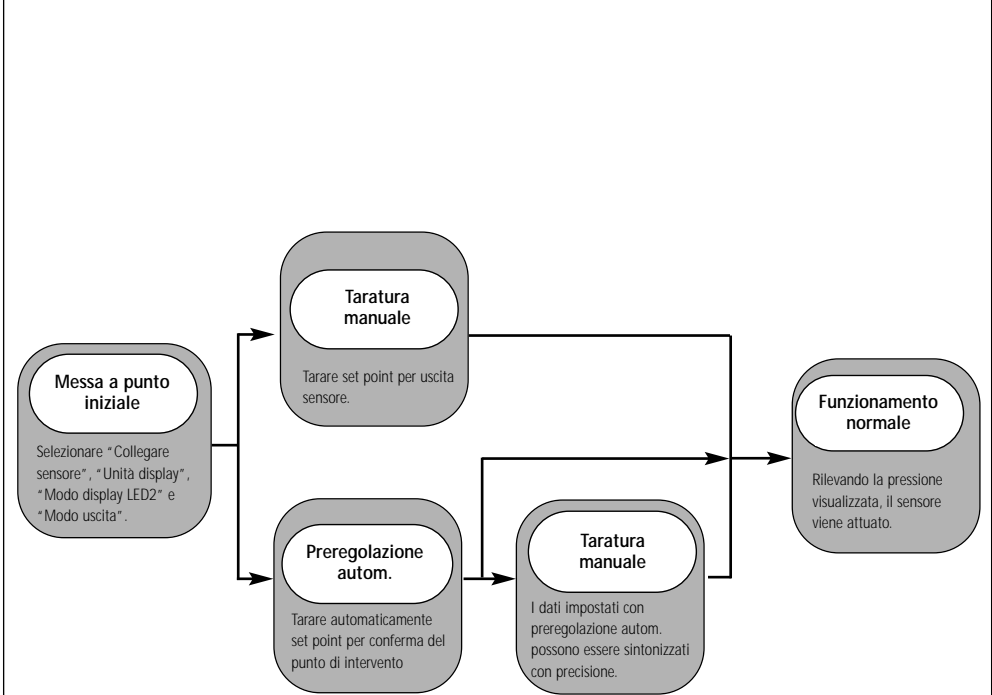 Messa a punto
iniziale
Selezionare “Collegare
sensore”, “Unità display”,
“Modo display LED2” e
“Modo uscita”.
Taratura
manuale
Tarare set point per uscita
sensore.
Preregolazione
autom.
Tarare automaticamente
set point per conferma del
punto di intervento
Taratura
manuale
I dati impostati con
preregolazione autom.
possono essere sintonizzati
con precisione.
Funzionamento
normale
Rilevando la pressione
visualizzata, il sensore
viene attuato.